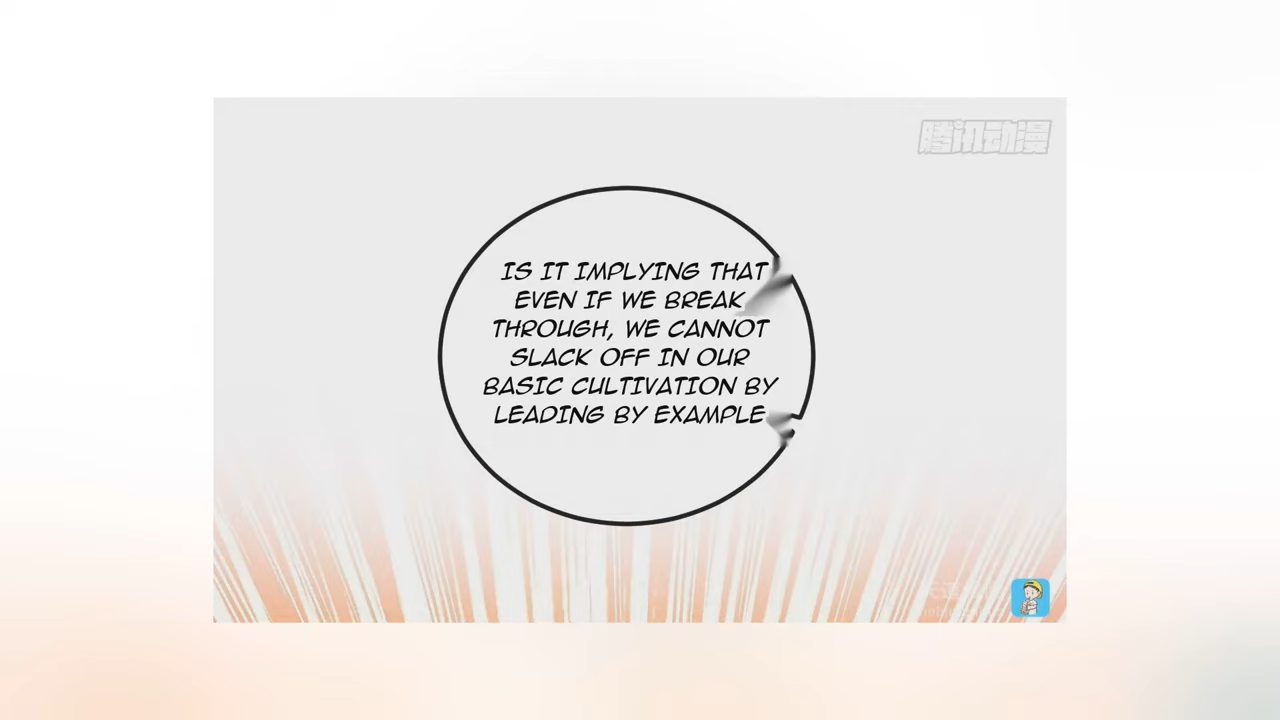 腾讯动漫
IS IT IMPLYING THAT
EVEN IF WE BREAK
THROUGH, WE CANNOT
SLACK OFF IN OUR
BASIC CULTIVATION BY
LEADING BY EXAMPLE